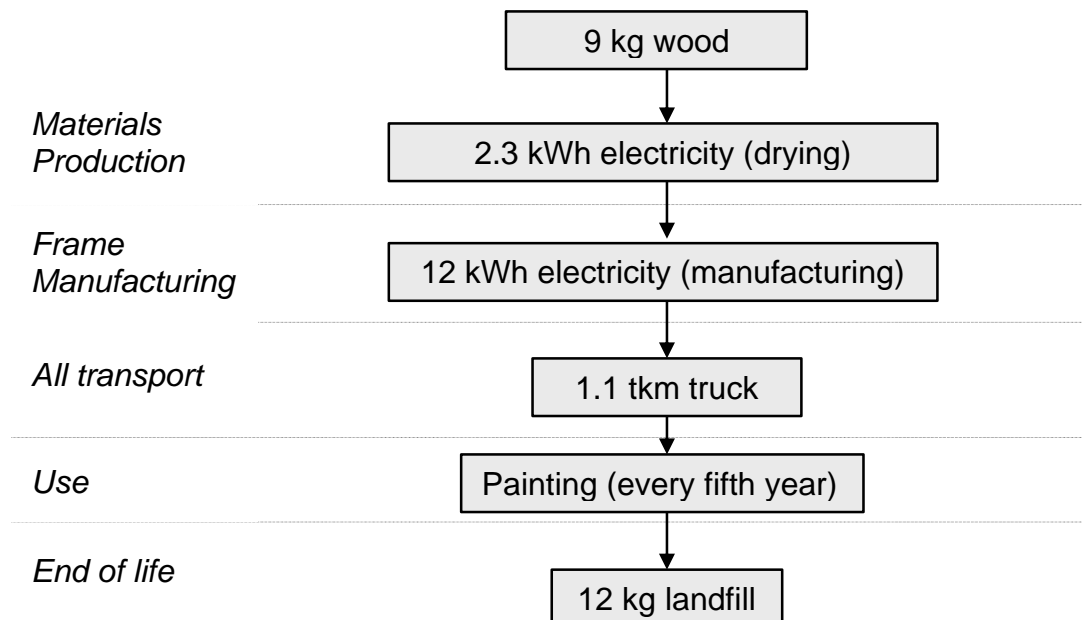 9 kg wood
Materials
Production
2.3 kWh electricity (drying)
Frame
Manufacturing
12 kWh electricity (manufacturing)
All transport
1.1 tkm truck
Use
Painting (every fifth year)
End of life
12 kg landfill